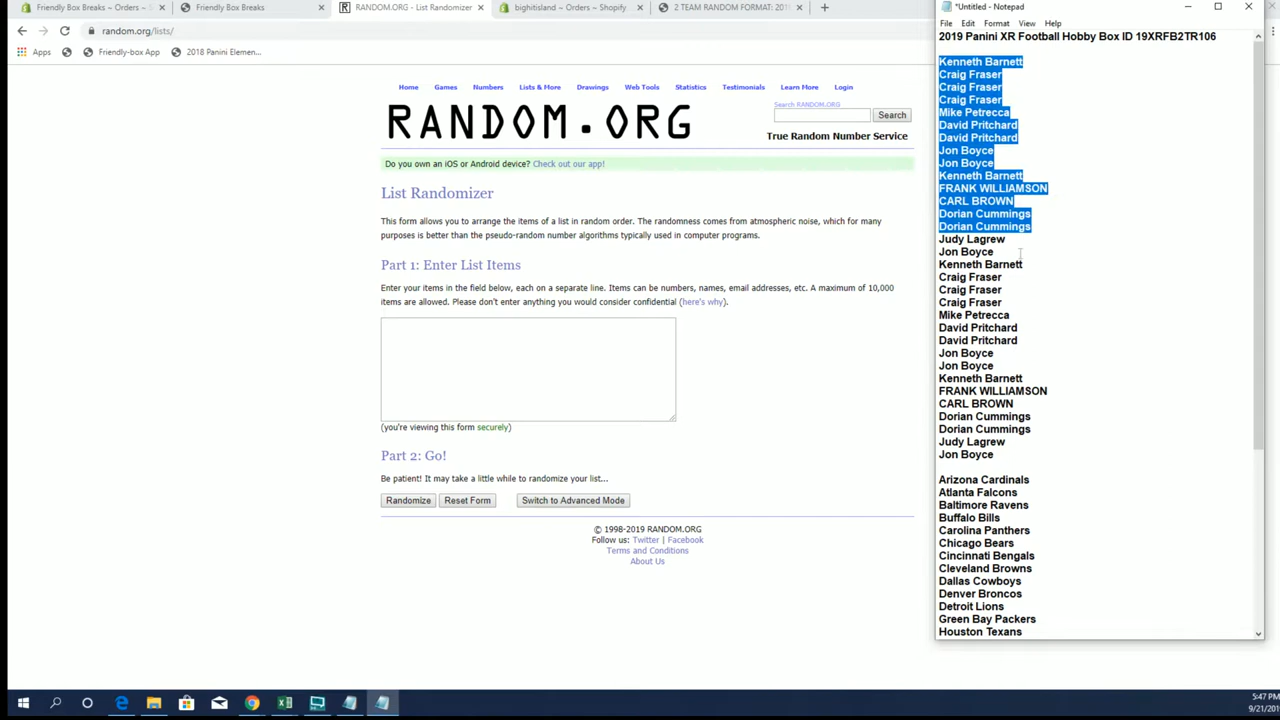 Friendly Box Breaks ~ Orders ~ S
Friendly Box Breaks
RANDOM.ORG - List Randomizer
bighitisland ~ Orders ~ Shopify
2 TEAM RANDOM FORMAT: 201
random.org/lists/
Apps
Friendly-box App
2018 Panini Elemen...
Home
Games
Numbers
Lists & More
Drawings
Web Tools
Statistics
Testimonials
Learn More
Login
RANDOM.ORG
Search RANDOM.ORG
Search
True Random Number Service
Do you own an iOS or Android device? Check out our app!
List Randomizer
This form allows you to arrange the items of a list in random order. The randomness comes from atmospheric noise, which for many
purposes is better than the pseudo-random number algorithms typically used in computer programs.
Part 1: Enter List Items
Enter your items in the field below, each on a separate line. Items can be numbers, names, email addresses, etc. A maximum of 10,000
items are allowed. Please don't enter anything you would consider confidential (here's why).
(you're viewing this form securely)
Part 2: Go!
Be patient! It may take a little while to randomize your list...
Randomize
Reset Form
Switch to Advanced Mode
© 1998-2019 RANDOM.ORG
Follow us: Twitter | Facebook
Terms and Conditions
About Us
*Untitled - Notepad
File
Edit
Format
View
Help
2019 Panini XR Football Hobby Box ID 19XRFB2TR106
Kenneth Barnett
Craig Fraser
Craig Fraser
Craig Fraser
Mike Petrecca
David Pritchard
David Pritchard
Jon Boyce
Jon Boyce
Kenneth Barnett
FRANK WILLIAMSON
CARL BROWN
Dorian Cummings
Dorian Cummings
Judy Lagrew
Jon Boyce
Kenneth Barnett
Craig Fraser
Craig Fraser
Craig Fraser
Mike Petrecca
David Pritchard
David Pritchard
Jon Boyce
Jon Boyce
Kenneth Barnett
FRANK WILLIAMSON
CARL BROWN
Dorian Cummings
Dorian Cummings
Judy Lagrew
Jon Boyce
Arizona Cardinals
Atlanta Falcons
Baltimore Ravens
Buffalo Bills
Carolina Panthers
Chicago Bears
Cincinnati Bengals
Cleveland Browns
Dallas Cowboys
Denver Broncos
Detroit Lions
Green Bay Packers
Houston Texans
5:47 PM
9/21/201